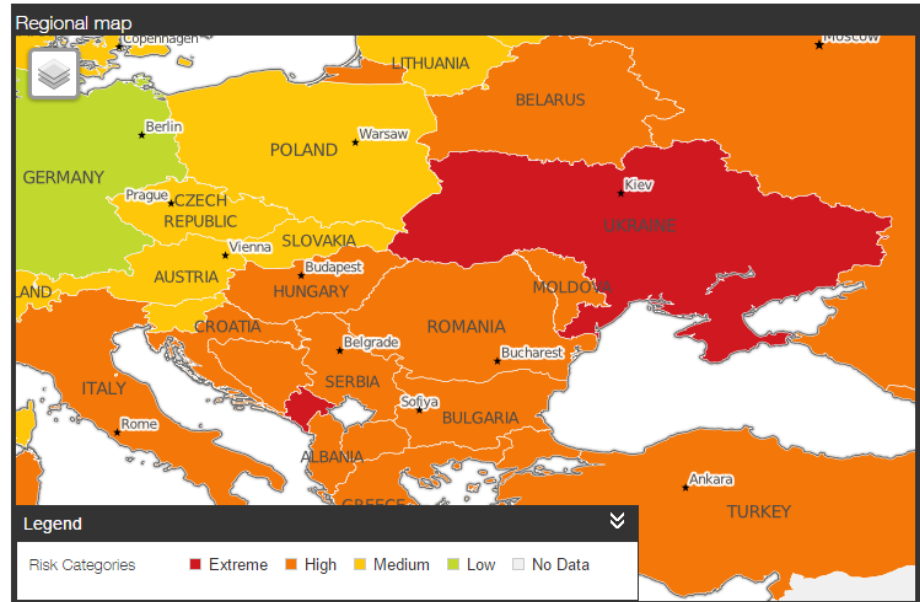 Regional map
Copenhagen
Moscow
LITHUANIA
BELARUS
Berlin
Warsaw
POLAND
GERMANY
Kiev
Prague
CZECH
REPUBLIC
UKRAINE
SLOVAKIA
Vienna
Budapest
AUSTRIA
LAND
HUNGARY
MOLDOVA
CROATIA
ROMANIA
Belgrade
Bucharest
ITALY
SERBIA
Sofiya
BULGARIA
Rome
ALBANIA
Ankara
GREECE
TURKEY
Legend
Risk Categories Extreme High Medium Low No Data